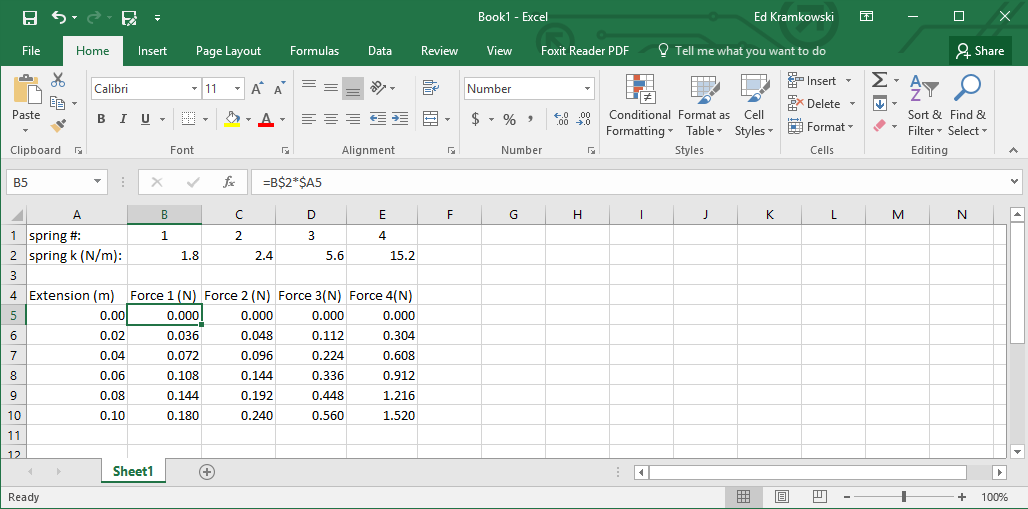 Book1 - Excel
Ed Kramkowski
File Home Insert Page Layout Formulas Data Review View Foxit Reader PDF Tell me what you want to do Share
Calibri 11 A A Number Insert
Paste B I U A $ % , Conditional Formatting Format as Table Cell Styles Delete Format Sort & Filter Find & Select
Clipboard Font Alignment Number Styles Cells Editing
B5 fx =B$2*$A5
A B C D E F G H I J K L M N
1 spring #: 1 2 3 4
2 spring k (N/m): 1.8 2.4 5.6 15.2
3
4 Extension (m) Force 1 (N) Force 2 (N) Force 3(N) Force 4(N)
5 0.00 0.000 0.000 0.000 0.000
6 0.02 0.036 0.048 0.112 0.304
7 0.04 0.072 0.096 0.224 0.608
8 0.06 0.108 0.144 0.336 0.912
9 0.08 0.144 0.192 0.448 1.216
10 0.10 0.180 0.240 0.560 1.520
11
12
Sheet1
Ready 100%